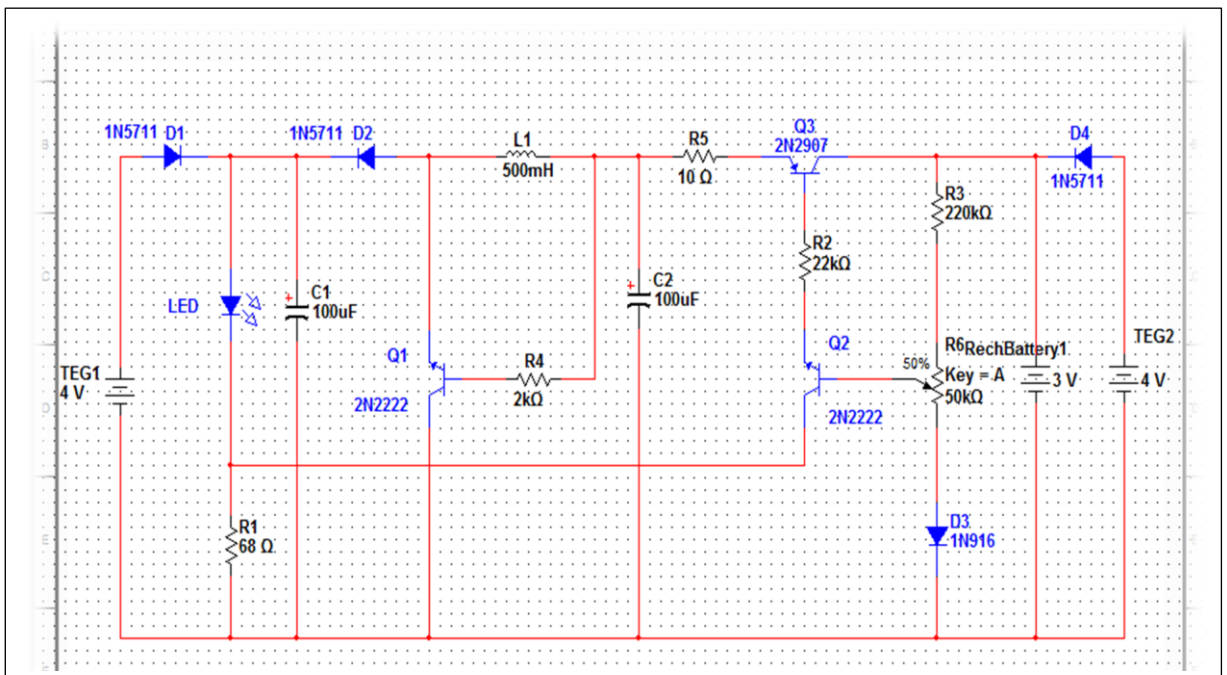 1N5711 D1
1N5711 D2
L1
500mH
R5
10 Ω
Q3
2N2907
D4
1N5711
R3
220kΩ
R2
22kΩ
LED
C1
100uF
C2
100uF
Q1
2N2222
R4
2kΩ
Q2
2N2222
50%
R6
Key = A
50kΩ
RechBattery1
3 V
TEG2
4 V
TEG1
4 V
R1
68 Ω
D3
1N916